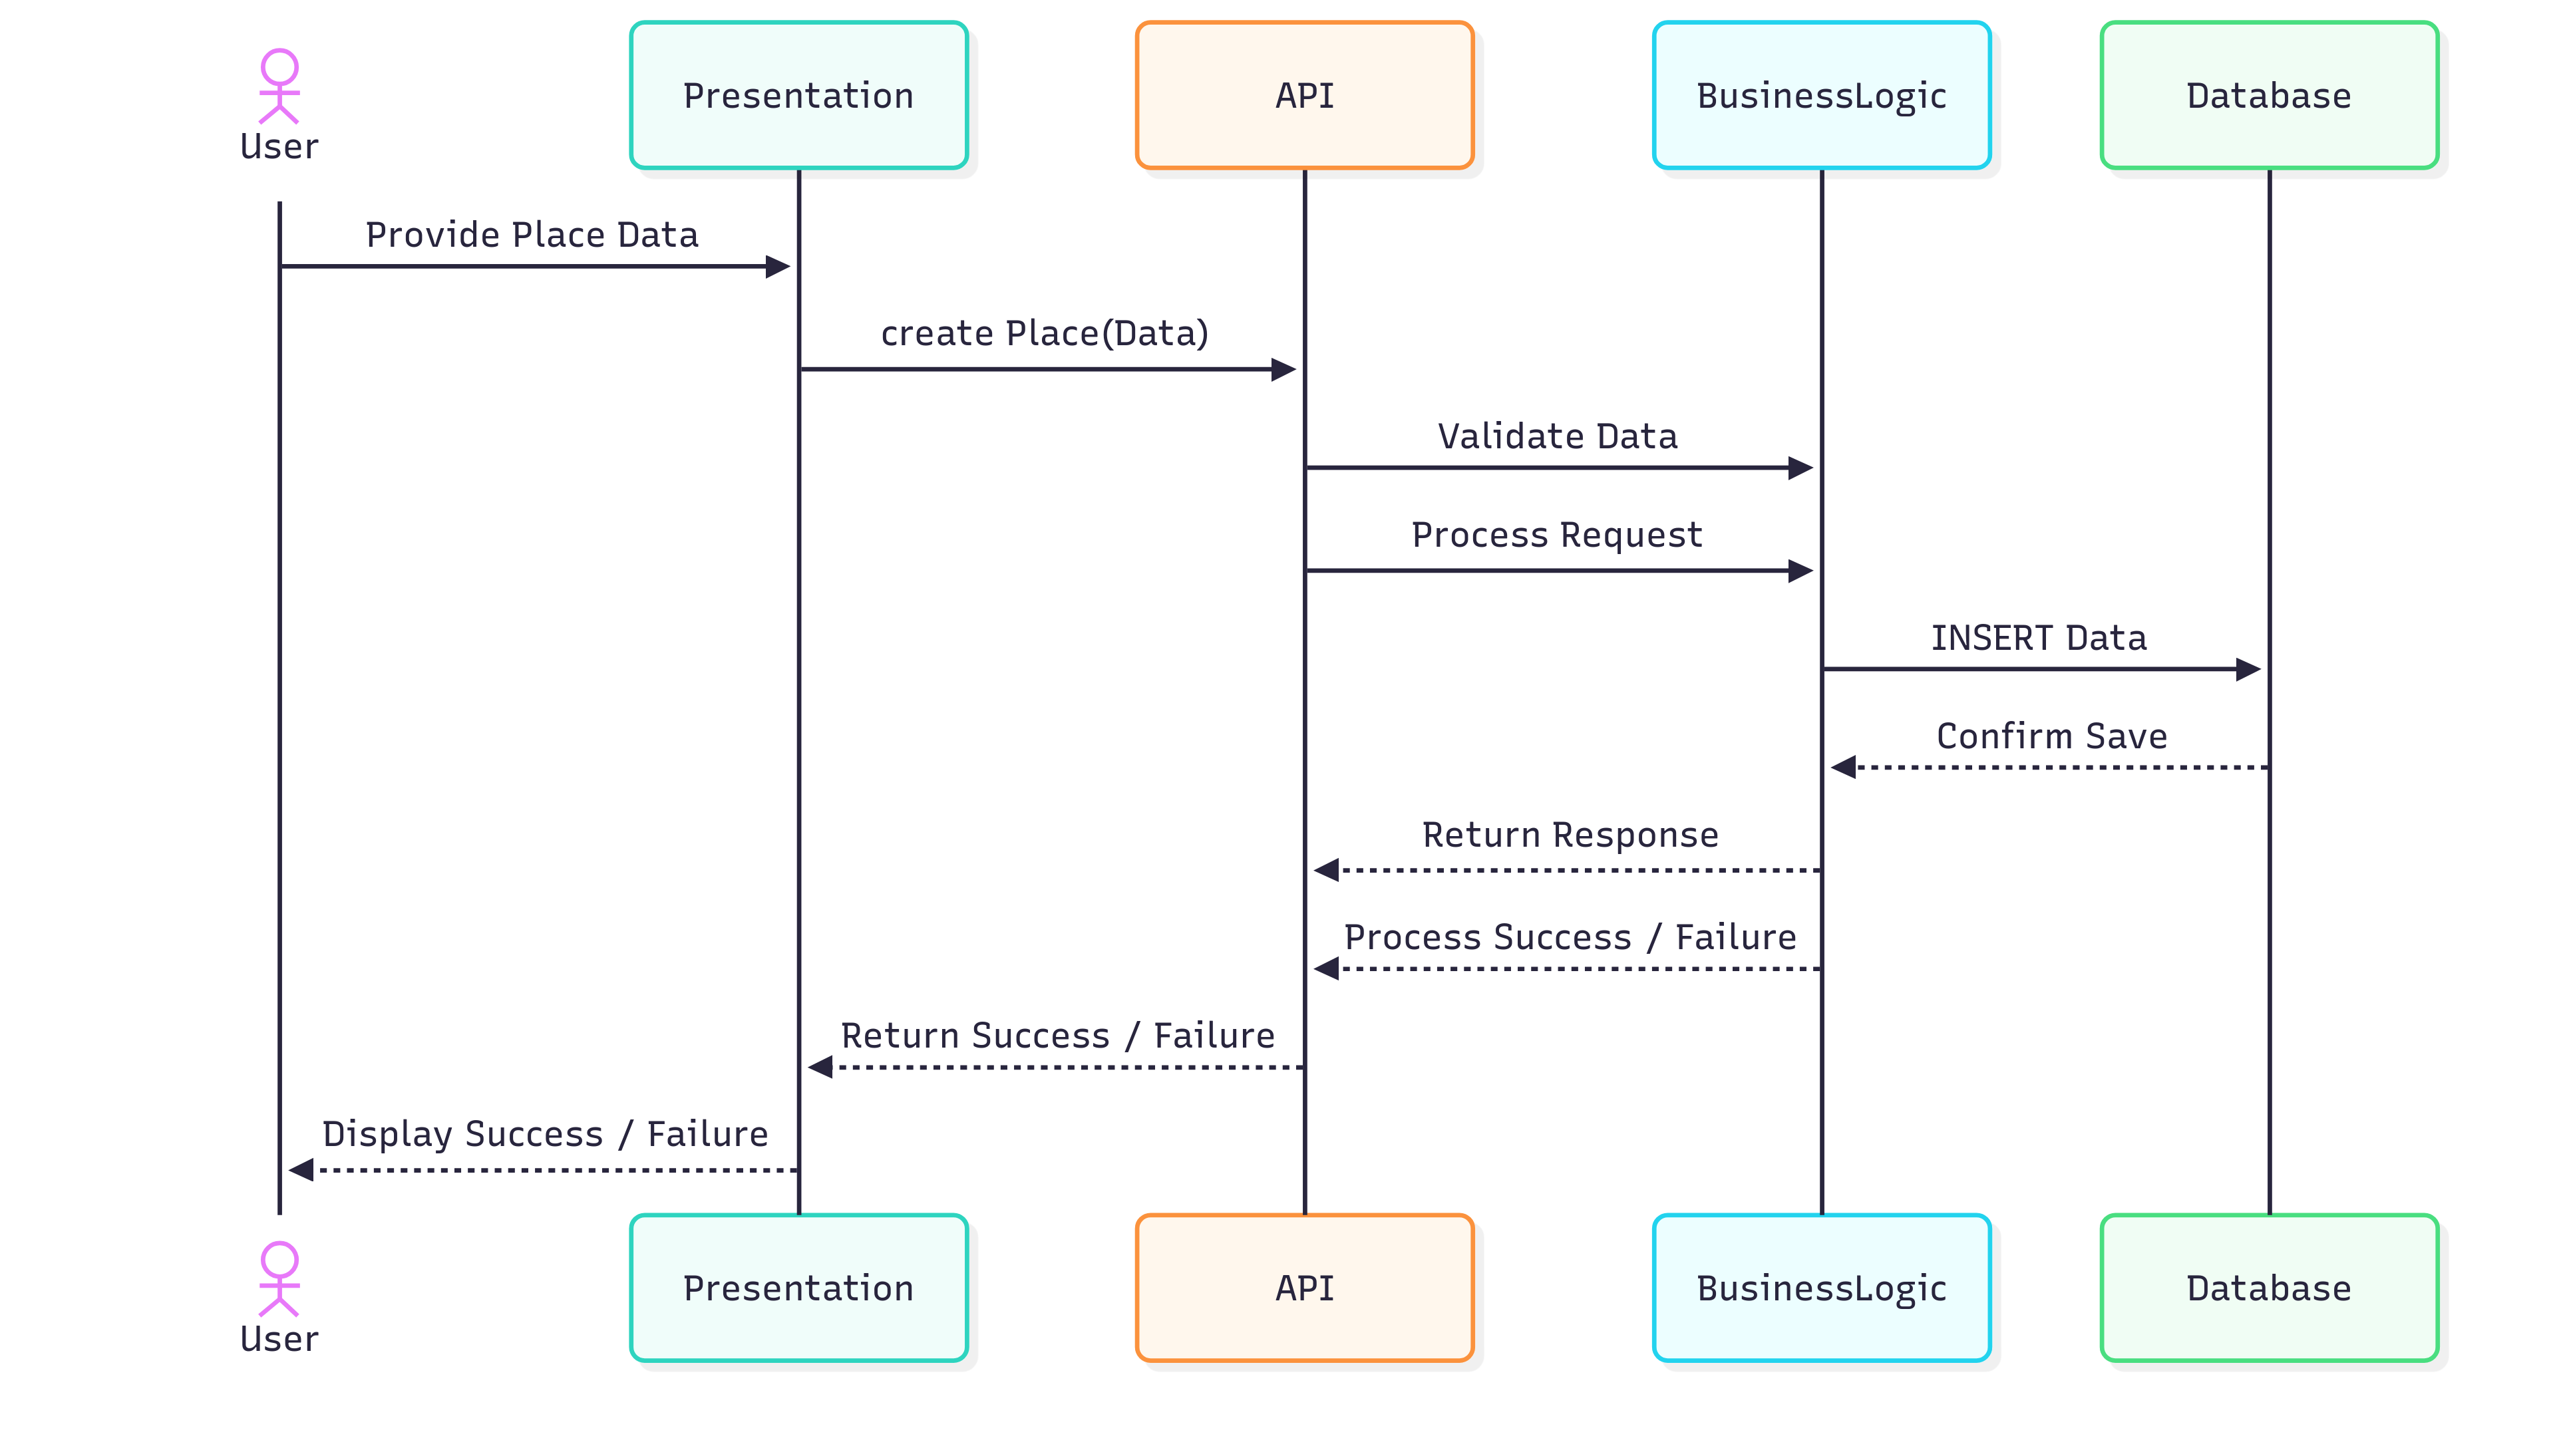 User
Presentation
API
BusinessLogic
Database
Provide Place Data
create Place(Data)
Validate Data
Process Request
INSERT Data
Confirm Save
Return Response
Process Success / Failure
Return Success / Failure
Display Success / Failure
User
Presentation
API
BusinessLogic
Database